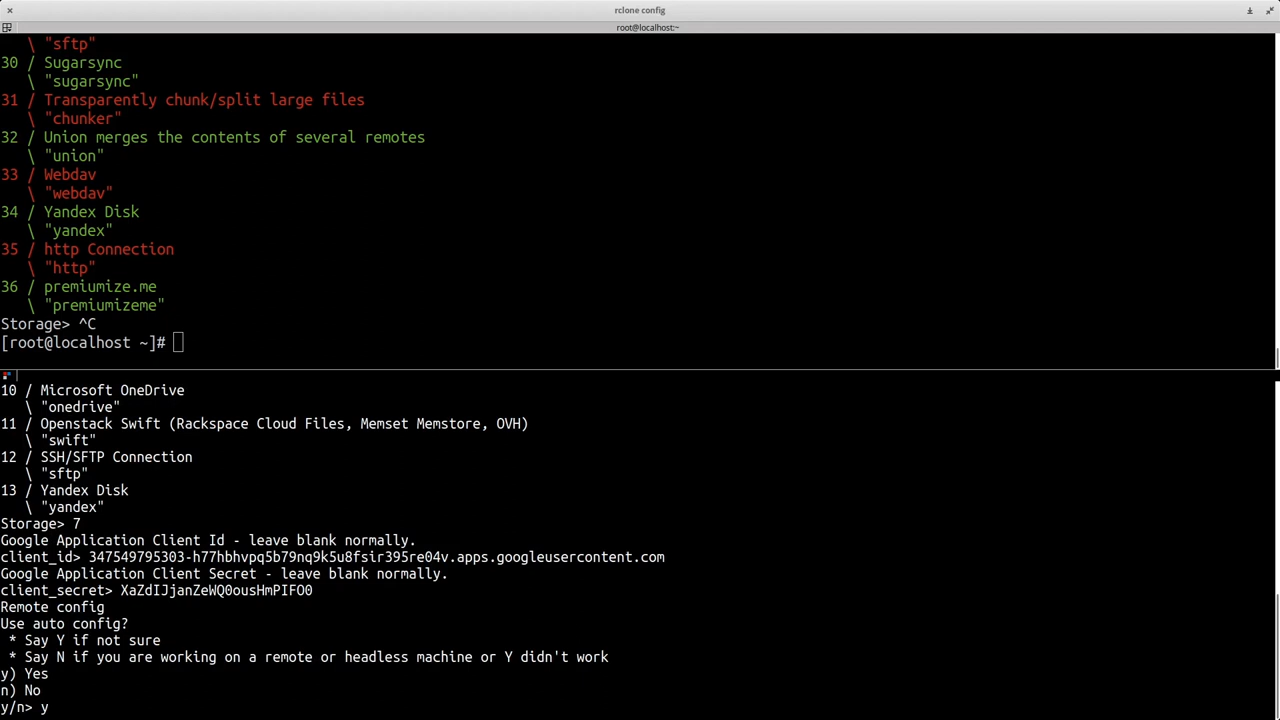 rclone config
root@localhost:~
\ "sftp"
30 / Sugarsync
\ "sugarsync"
31 / Transparently chunk/split large files
\ "chunker"
32 / Union merges the contents of several remotes
\ "union"
33 / Webdav
\ "webdav"
34 / Yandex Disk
\ "yandex"
35 / http Connection
\ "http"
36 / premiumize.me
\ "premiumizeme"
Storage> ^C
[root@localhost ~]#
10 / Microsoft OneDrive
\ "onedrive"
11 / Openstack Swift (Rackspace Cloud Files, Memset Memstore, OVH)
\ "swift"
12 / SSH/SFTP Connection
\ "sftp"
13 / Yandex Disk
\ "yandex"
Storage> 7
Google Application Client Id - leave blank normally.
client_id> 347549795303-h77hbhvpq5b79nq9k5u8fsir395re04v.apps.googleusercontent.com
Google Application Client Secret - leave blank normally.
client_secret> XaZdIJjanZeWQ0ousHmPIFO0
Remote config
Use auto config?
* Say Y if not sure
* Say N if you are working on a remote or headless machine or Y didn't work
y) Yes
n) No
y/n> y